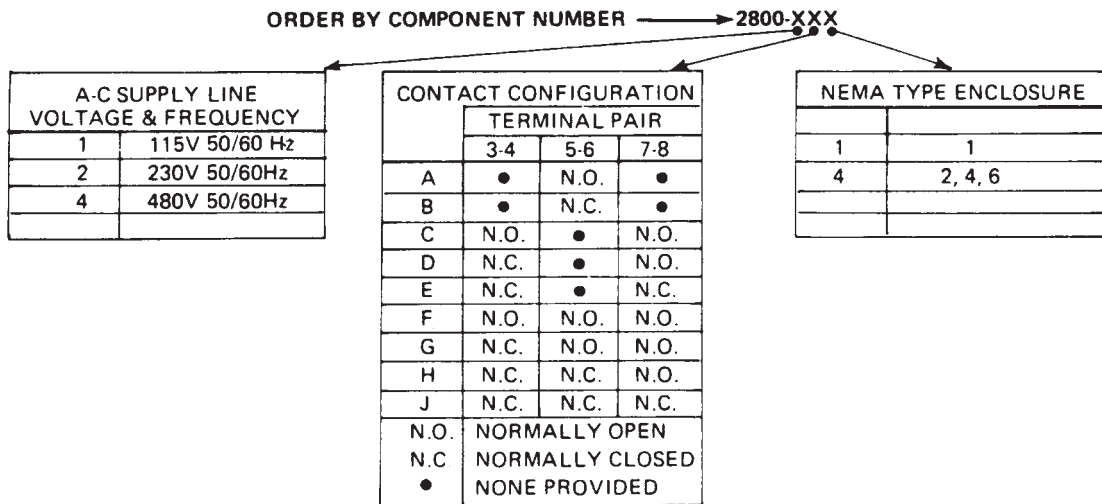 ORDER BY COMPONENT NUMBER 2800-XXX
A-C SUPPLY LINE
VOLTAGE & FREQUENCY
1 115V 50/60 Hz
2 230V 50/60Hz
4 480V 50/60Hz
CONTACT CONFIGURATION
TERMINAL PAIR
3-4 5-6 7-8
A ● N.O. ●
B ● N.C. ●
C N.O. ● N.O.
D N.C. ● N.O.
E N.C. ● N.C.
F N.O. N.O. N.O.
G N.C. N.O. N.O.
H N.C. N.C. N.O.
J N.C. N.C. N.C.
N.O. NORMALLY OPEN
N.C. NORMALLY CLOSED
● NONE PROVIDED
NEMA TYPE ENCLOSURE
1 1
4 2, 4, 6